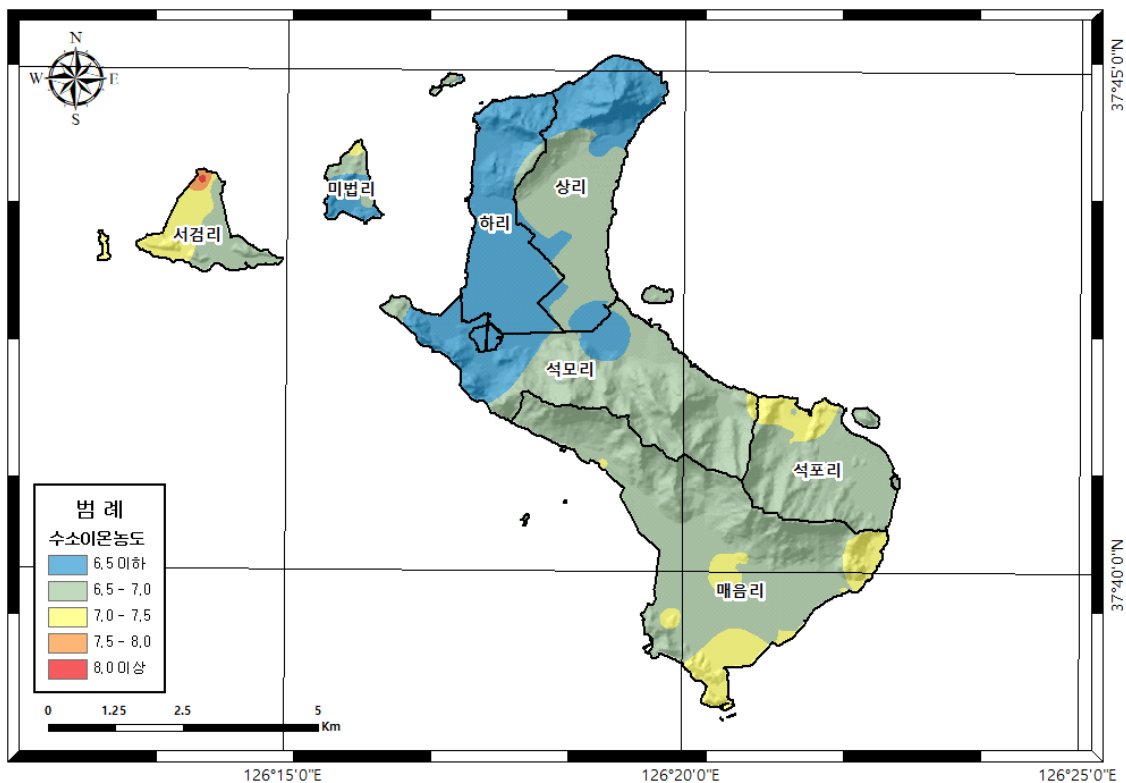 N
W E
S
37°45'0"N
상리
미법리
하리
서검리
석모리
석포리
37°40'0"N
매음리
범 례
수소이온농도
6,5 이하
6,5 - 7,0
7,0 - 7,5
7,5 - 8,0
8,0 이상
0 1.25 2.5 5
Km
126°15'0"E 126°20'0"E 126°25'0"E